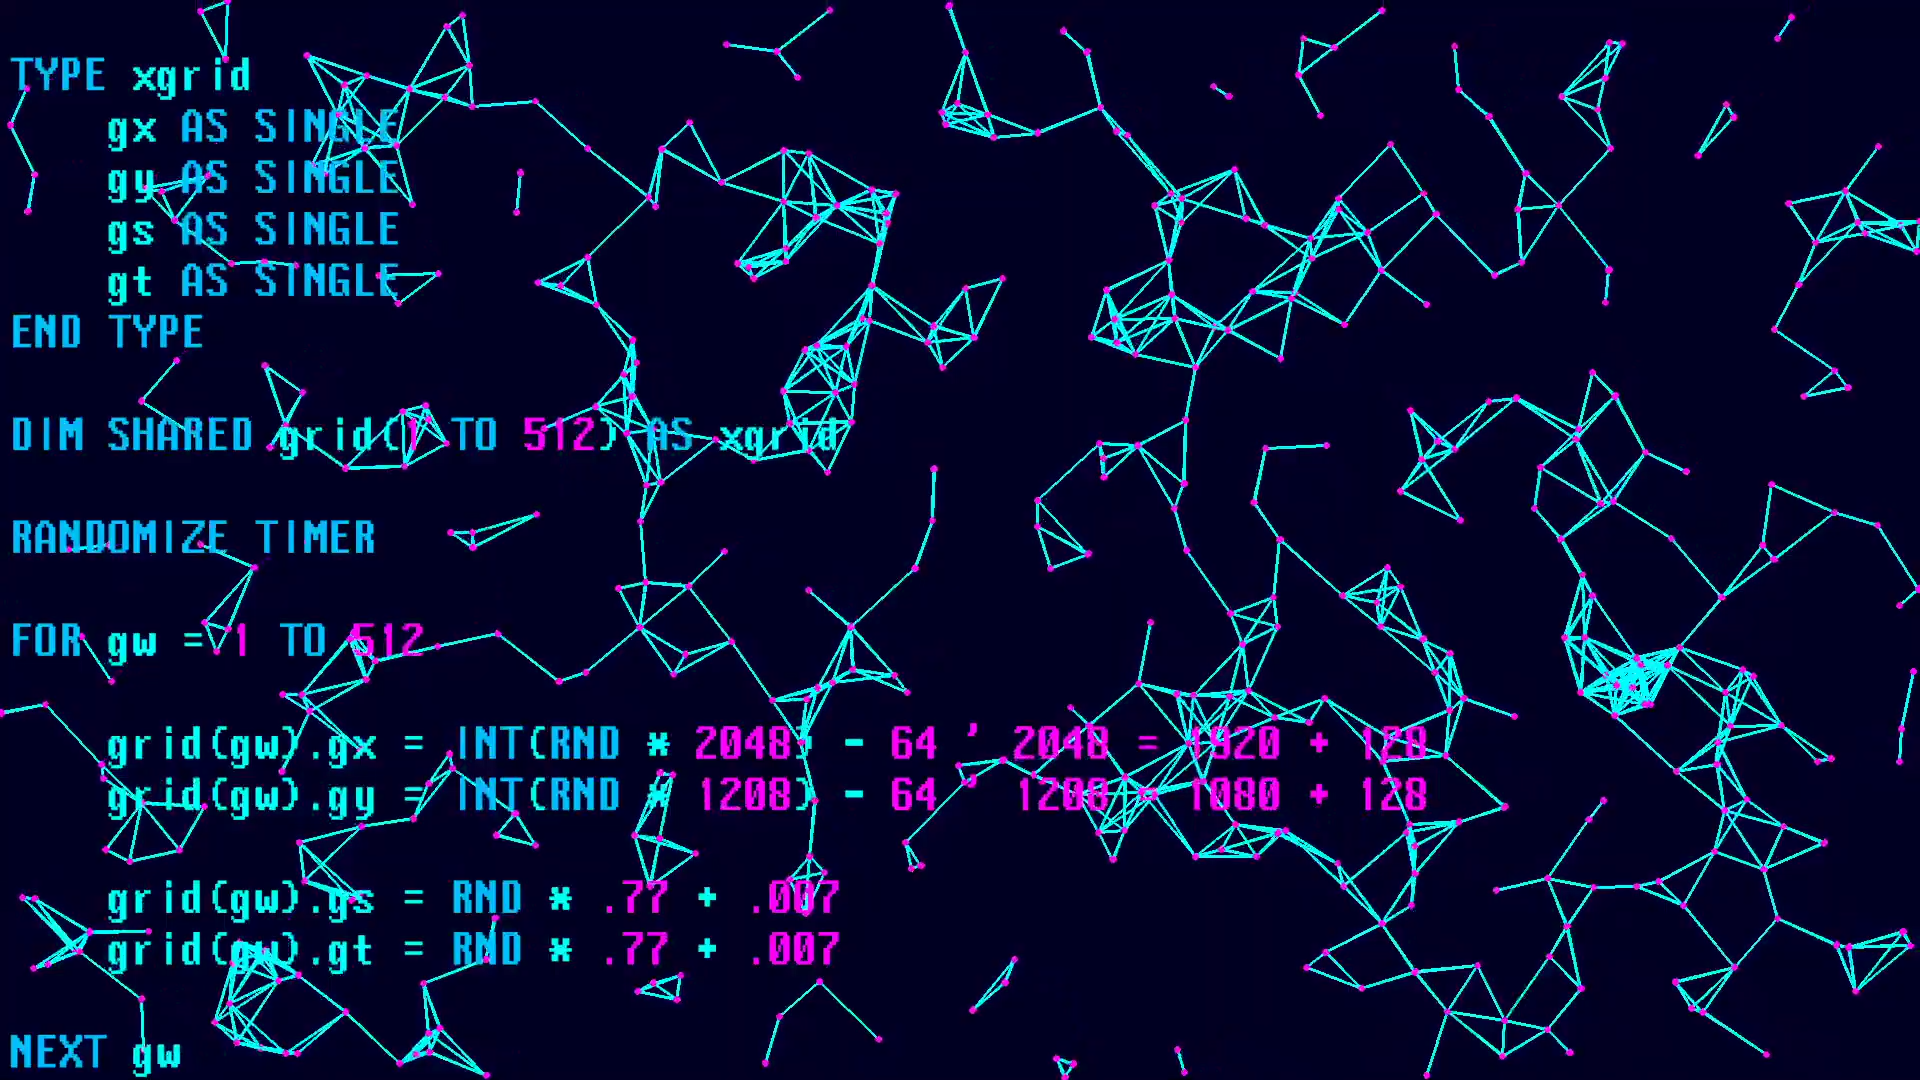 TYPE xgrid
gx AS SINGLE
gy AS SINGLE
gs AS SINGLE
gt AS SINGLE
END TYPE
DIM SHARED grid(1 TO 512) AS xgrid
RANDOMIZE TIMER
FOR gw = 1 TO 512
grid(gw).gx = INT(RND * 2048) - 64 ' 2048 = 1920 + 128
grid(gw).gy = INT(RND * 1208) - 64 ' 1208 = 1080 + 128
grid(gw).gs = RND * .77 + .007
grid(gw).gt = RND * .77 + .007
NEXT gw